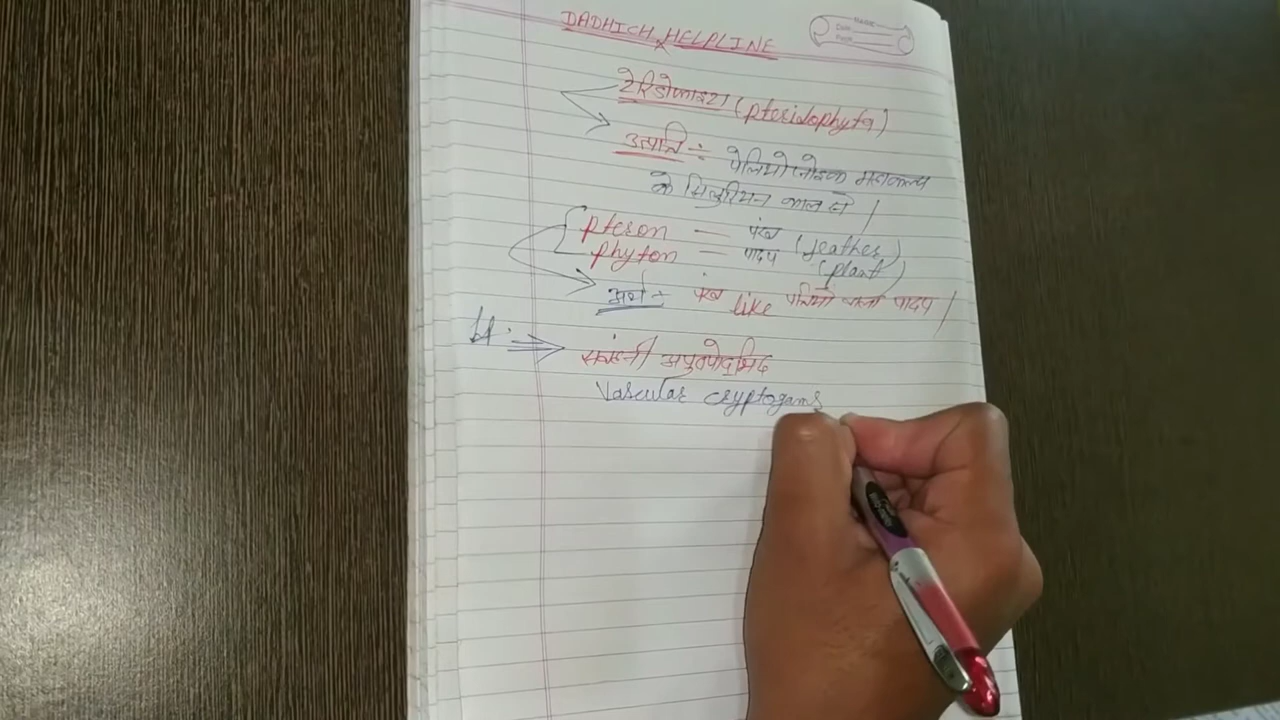 DADHICH HELPLINE
टेरिडोफाइटा (pteridophyta)
उत्पत्ति :- पेलियोजोइक महाकल्प
के सिलुरियन काल से |
pteron — पंख (feather)
phyton — पादप (plant)
अर्थ :- पंख like पत्तियों वाला पादप |
संवहनी अपुष्पोद्भिद
Vascular cryptogams